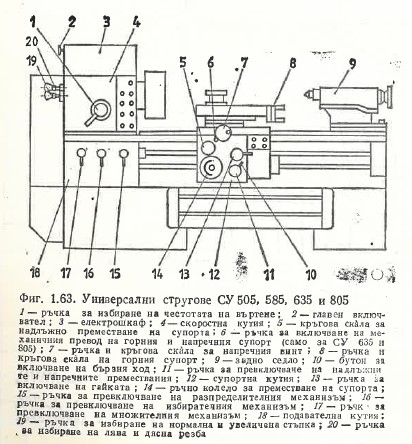 1
2
3
4
20
19
5
6
7
8
9
18
17
16
15
14
13
12
11
10
Фиг. 1.63. Универсални стругове СУ 505, 585, 635 и 805
1 — ръчка за избиране на честотата на въртене; 2 — главен включ-
вател; 3 — електрошкаф; 4 — скоростна кутия; 5 — кръгова скала за
надлъжно преместване на супорта; 6 — ръчка за включване на ме-
ханичния превод на горния и напречния супорт (само за СУ 635 и
805); 7 — ръчка и кръгова скала за напречния винт; 8 — ръчка и
кръгова скала на горния супорт; 9 — задно седло; 10 — бутон за
включване на бързия ход; 11 — ръчка за превключване на надлъжни
те и напречните премествания; 12 — супортна кутия; 13 — ръчка за
включване на гайката; 14 — ръчно колело за преместване на супорта;
15 — ръчка за превключване на разпределителния механизъм; 16 —
ръчка за превключване на избирателния механизъм; 17 — ръчка за
превключване на множителния механизъм; 18 — подавателна кутия;
19 — ръчка за избиране на нормална и увеличена стъпка; 20 — ръчка
за избиране на лява и дясна резба